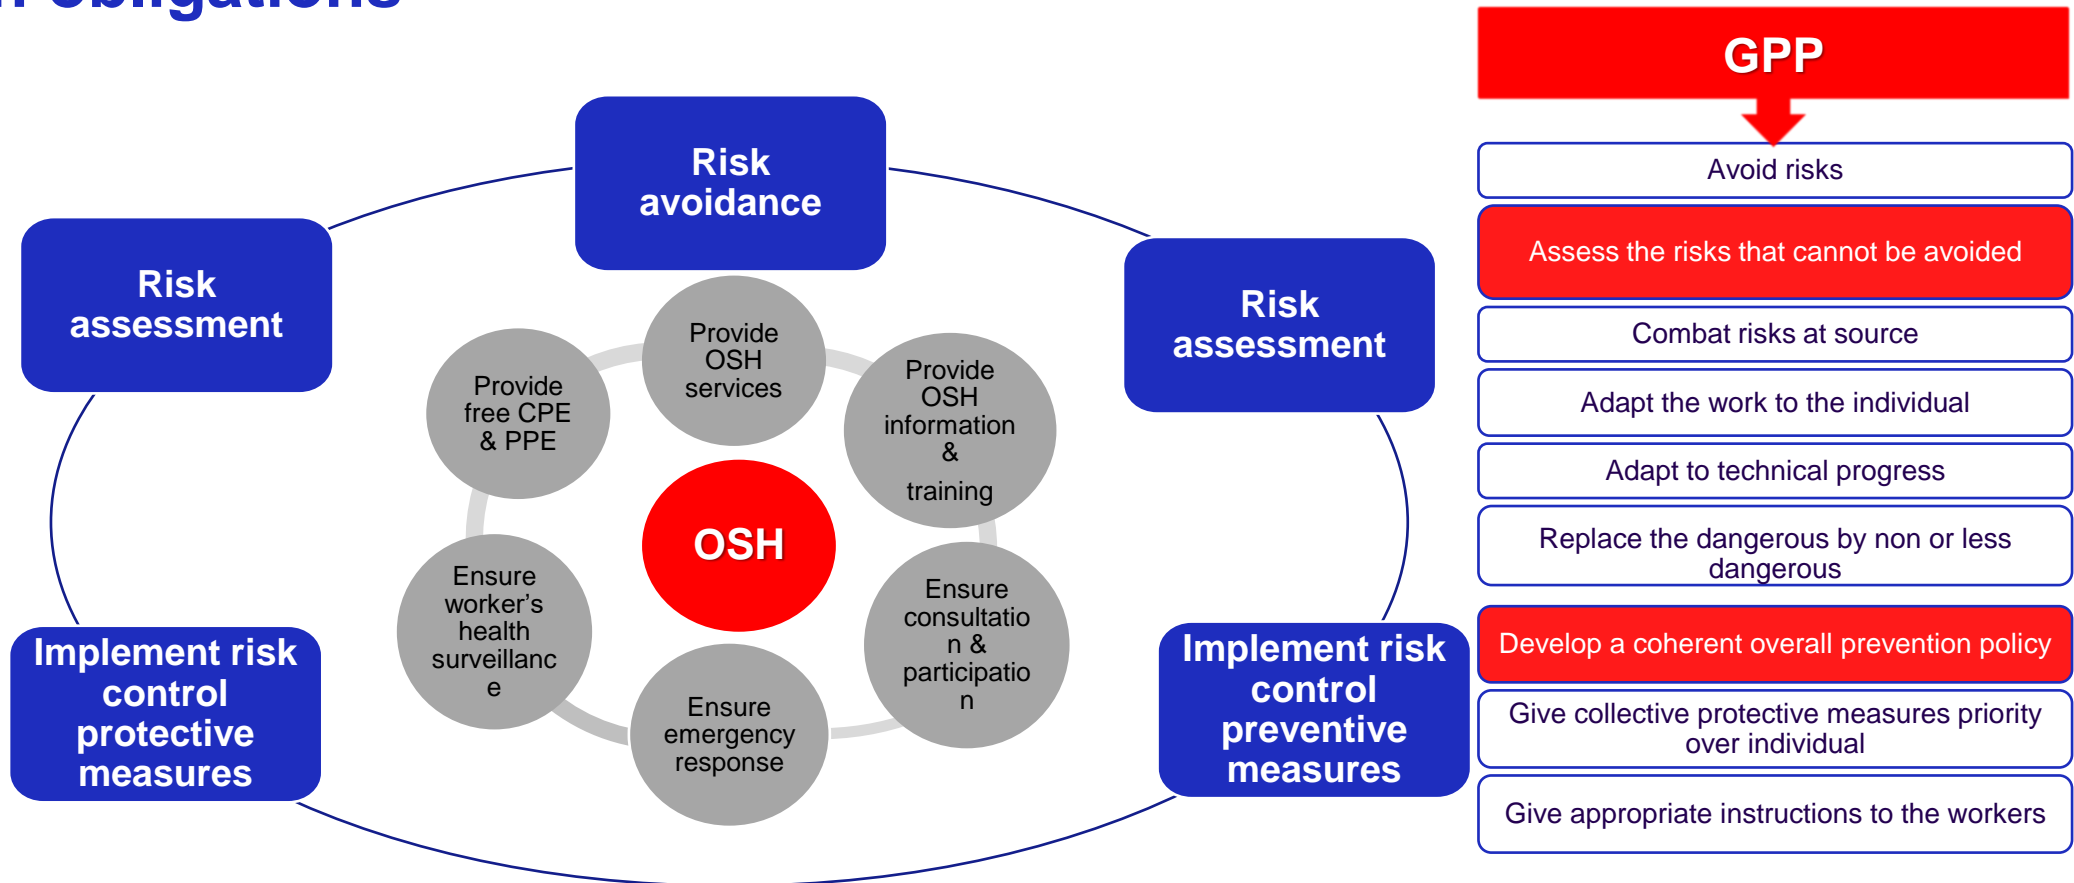 obligations
GPP
Risk
avoidance
Risk
assessment
Risk
assessment
Implement risk
control
protective
measures
Implement risk
control
preventive
measures
Provide
OSH
services
Provide
OSH
information
&
training
Ensure
consultatio
n &
participatio
n
Ensure
emergency
response
Ensure
worker’s
health
surveillanc
e
Provide
free CPE
& PPE
OSH
Avoid risks
Assess the risks that cannot be avoided
Combat risks at source
Adapt the work to the individual
Adapt to technical progress
Replace the dangerous by non or less
dangerous
Develop a coherent overall prevention policy
Give collective protective measures priority
over individual
Give appropriate instructions to the workers